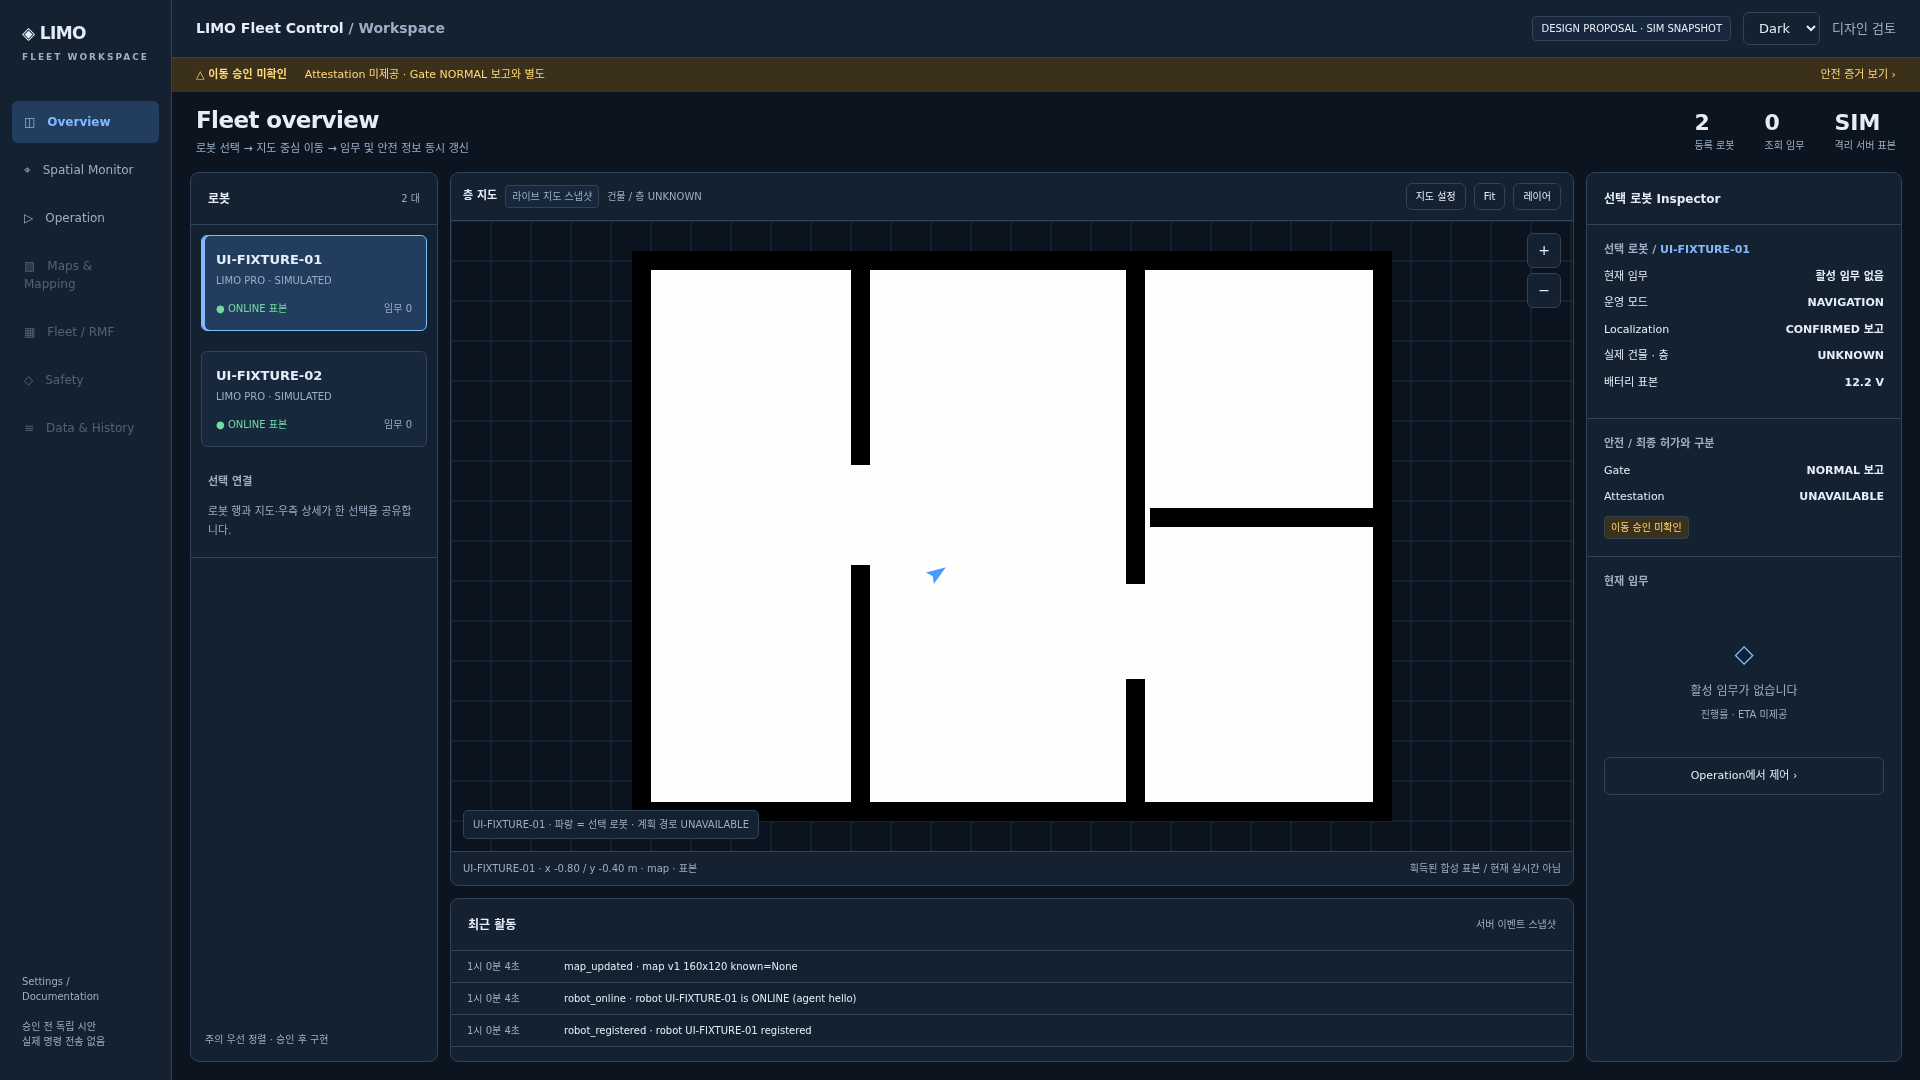 ◈ LIMO
FLEET WORKSPACE
Overview
Spatial Monitor
Operation
Maps &
Mapping
Fleet / RMF
Safety
Data & History
Settings /
Documentation
승인 전 독립 시안
실제 명령 전송 없음
LIMO Fleet Control / Workspace
DESIGN PROPOSAL · SIM SNAPSHOT
Dark
디자인 검토
△ 이동 승인 미확인 Attestation 미제공 · Gate NORMAL 보고와 별도
안전 증거 보기 ›
Fleet overview
로봇 선택 → 지도 중심 이동 → 임무 및 안전 정보 동시 갱신
2
등록 로봇
0
조회 임무
SIM
격리 서버 표본
로봇 2 대
UI-FIXTURE-01
LIMO PRO · SIMULATED
● ONLINE 표본 임무 0
UI-FIXTURE-02
LIMO PRO · SIMULATED
● ONLINE 표본 임무 0
선택 연결
로봇 행과 지도·우측 상세가 한 선택을 공유합
니다.
주의 우선 정렬 · 승인 후 구현
층 지도 라이브 지도 스냅샷 건물 / 층 UNKNOWN
지도 설정 Fit 레이어
+
−
UI-FIXTURE-01 · 파랑 = 선택 로봇 · 계획 경로 UNAVAILABLE
UI-FIXTURE-01 · x -0.80 / y -0.40 m · map · 표본
획득된 합성 표본 / 현재 실시간 아님
최근 활동 서버 이벤트 스냅샷
1시 0분 4초 map_updated · map v1 160x120 known=None
1시 0분 4초 robot_online · robot UI-FIXTURE-01 is ONLINE (agent hello)
1시 0분 4초 robot_registered · robot UI-FIXTURE-01 registered
선택 로봇 Inspector
선택 로봇 / UI-FIXTURE-01
현재 임무 활성 임무 없음
운영 모드 NAVIGATION
Localization CONFIRMED 보고
실제 건물 · 층 UNKNOWN
배터리 표본 12.2 V
안전 / 최종 허가와 구분
Gate NORMAL 보고
Attestation UNAVAILABLE
이동 승인 미확인
현재 임무
활성 임무가 없습니다
진행률 · ETA 미제공
Operation에서 제어 ›